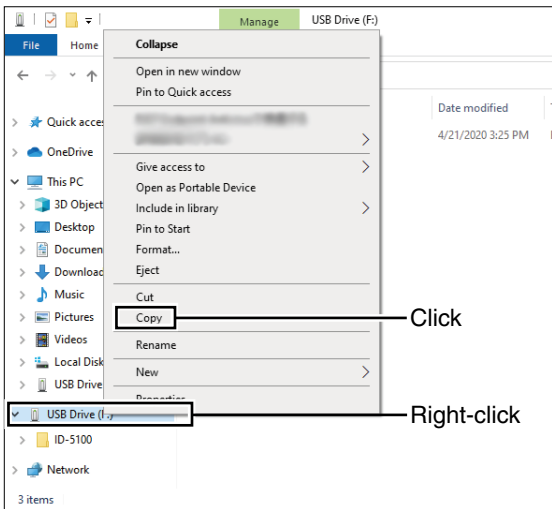 Manage USB Drive (F:)
File Home
Collapse
Open in new window
Pin to Quick access
Give access to
Open as Portable Device
Include in library
Pin to Start
Format...
Eject
Cut
Copy
Rename
New
Properties
Date modified
4/21/2020 3:25 PM
Quick acces
OneDrive
This PC
3D Object
Desktop
Documen
Download
Music
Pictures
Videos
Local Disk
USB Drive
USB Drive (F:)
ID-5100
Network
3 items
Click
Right-click